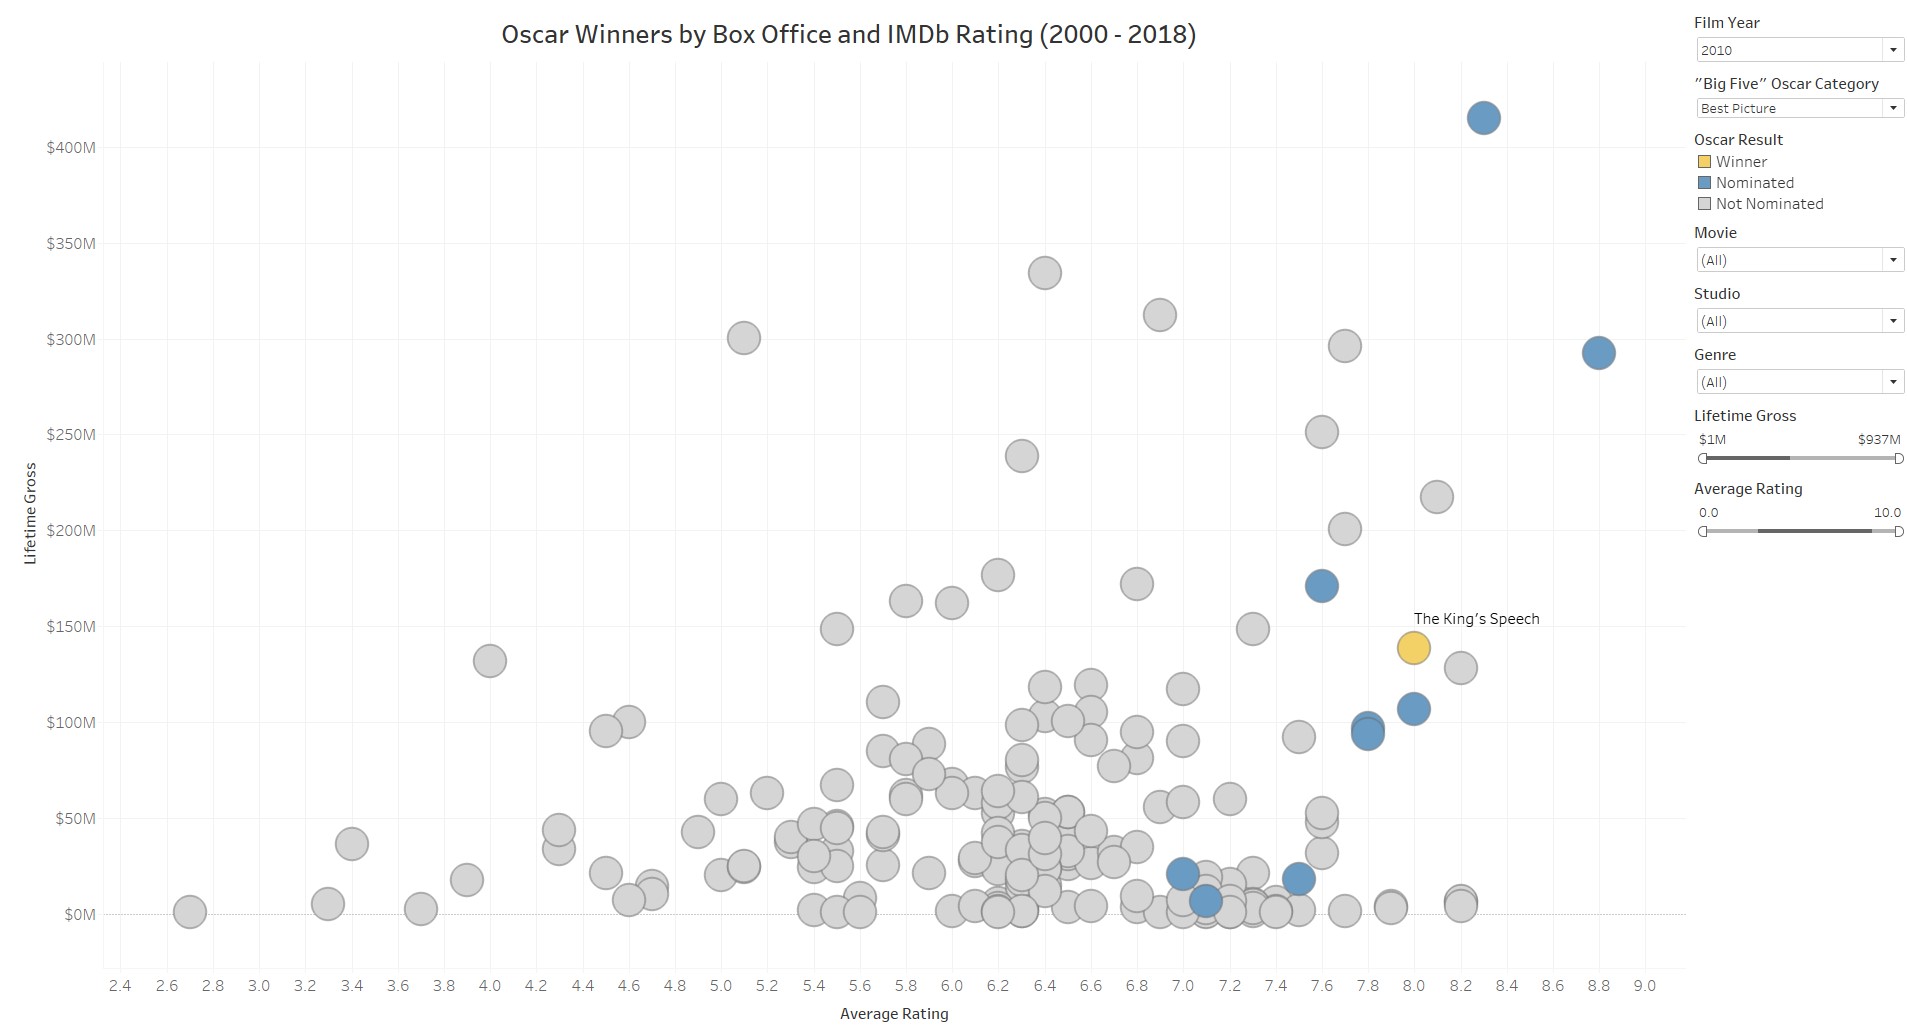 Oscar Winners by Box Office and IMDb Rating (2000 - 2018)
Film Year
2010
"Big Five" Oscar Category
Best Picture
Oscar Result
Winner
Nominated
Not Nominated
Movie
(All)
Studio
(All)
Genre
(All)
Lifetime Gross
$1M $937M
Average Rating
0.0 10.0
Lifetime Gross
$400M
$350M
$300M
$250M
$200M
$150M
$100M
$50M
$0M
The King's Speech
2.4 2.6 2.8 3.0 3.2 3.4 3.6 3.8 4.0 4.2 4.4 4.6 4.8 5.0 5.2 5.4 5.6 5.8 6.0 6.2 6.4 6.6 6.8 7.0 7.2 7.4 7.6 7.8 8.0 8.2 8.4 8.6 8.8 9.0
Average Rating